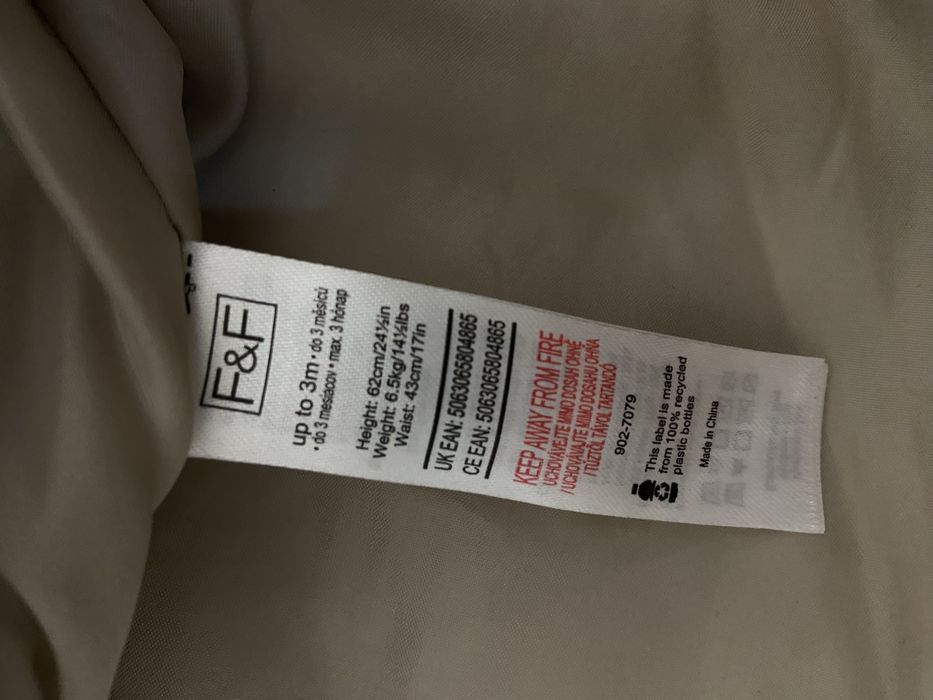 F&F
up to 3m • do 3 měsíců
• do 3 mesiacov • max. 3 hónap
Height: 62cm/24½in
Weight: 6.5kg/14½lbs
Waist: 43cm/17in
UK EAN: 5063065804865
CE EAN: 5063065804865
KEEP AWAY FROM FIRE
UCHOVÁVEJTE MIMO DOSAH OHNĚ
/ UCHOVÁVAJTE MIMO DOSAHU OHŇA
/ TŰZTŐL TÁVOL TARTANDÓ
902-7079
This label is made
from 100% recycled
plastic bottles
Made in China